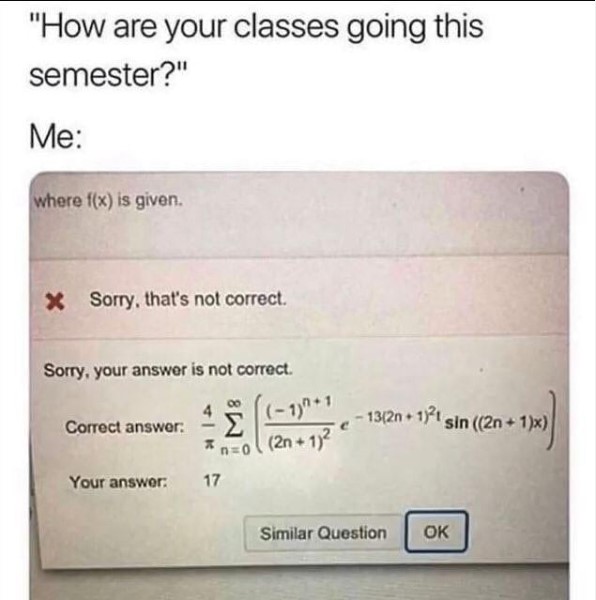 "How are your classes going this
semester?"
Me:
where f(x) is given.
✖ Sorry, that's not correct.
Sorry, your answer is not correct.
Correct answer: 4/π ∑_{n=0}^{∞} ( (-1)^{n+1} / (2n+1)² e^{-13(2n+1)²t} sin ((2n+1)x) )
Your answer: 17
Similar Question OK